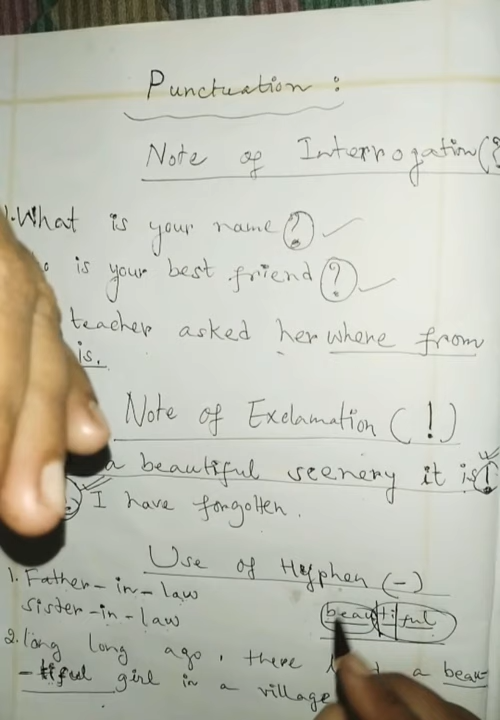 Punctuation :
Note of Interrogation (?
1. What is your name ?
is your best friend ?
teacher asked her where from
is.
Note of Exclamation ( ! )
a beautiful scenery it is !
I have forgotten.
Use of Hyphen (-)
1. Father-in-law
Sister-in-law
beautiful
2. long long ago, there a beau-
-tiful girl in a village